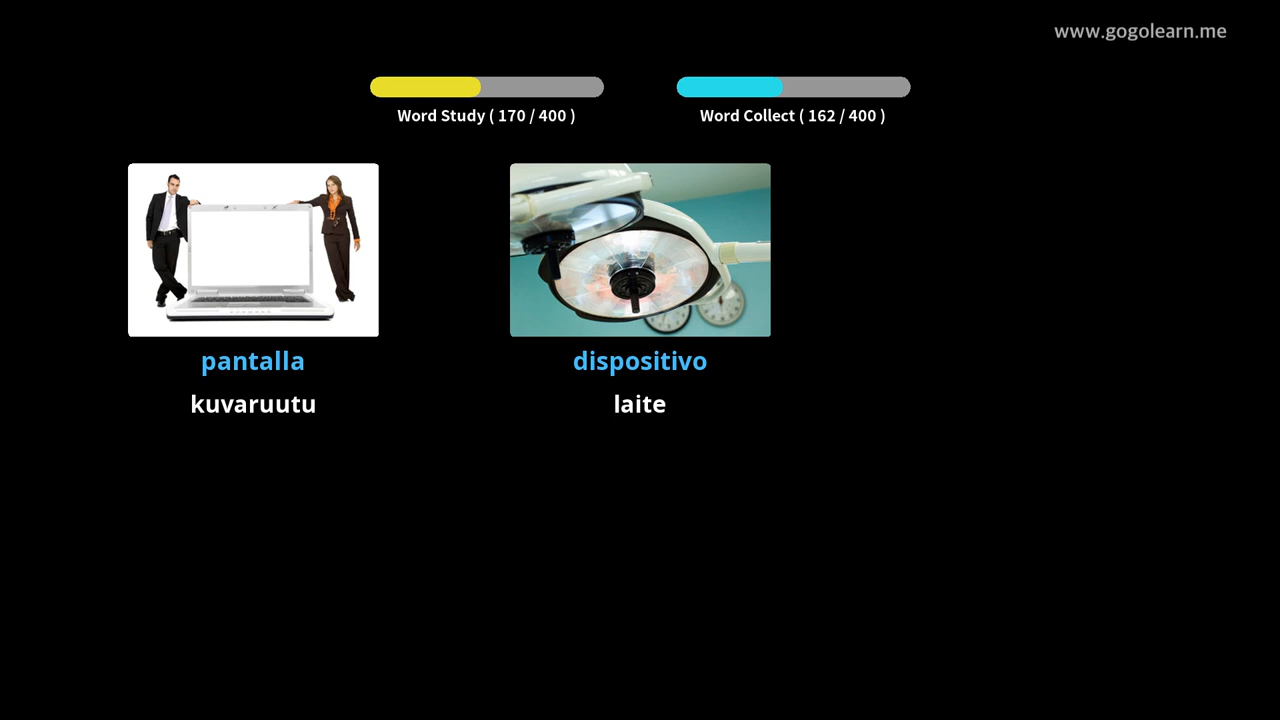 www.gogolearn.me
Word Study ( 170 / 400 )
Word Collect ( 162 / 400 )
pantalla
kuvaruutu
dispositivo
laite